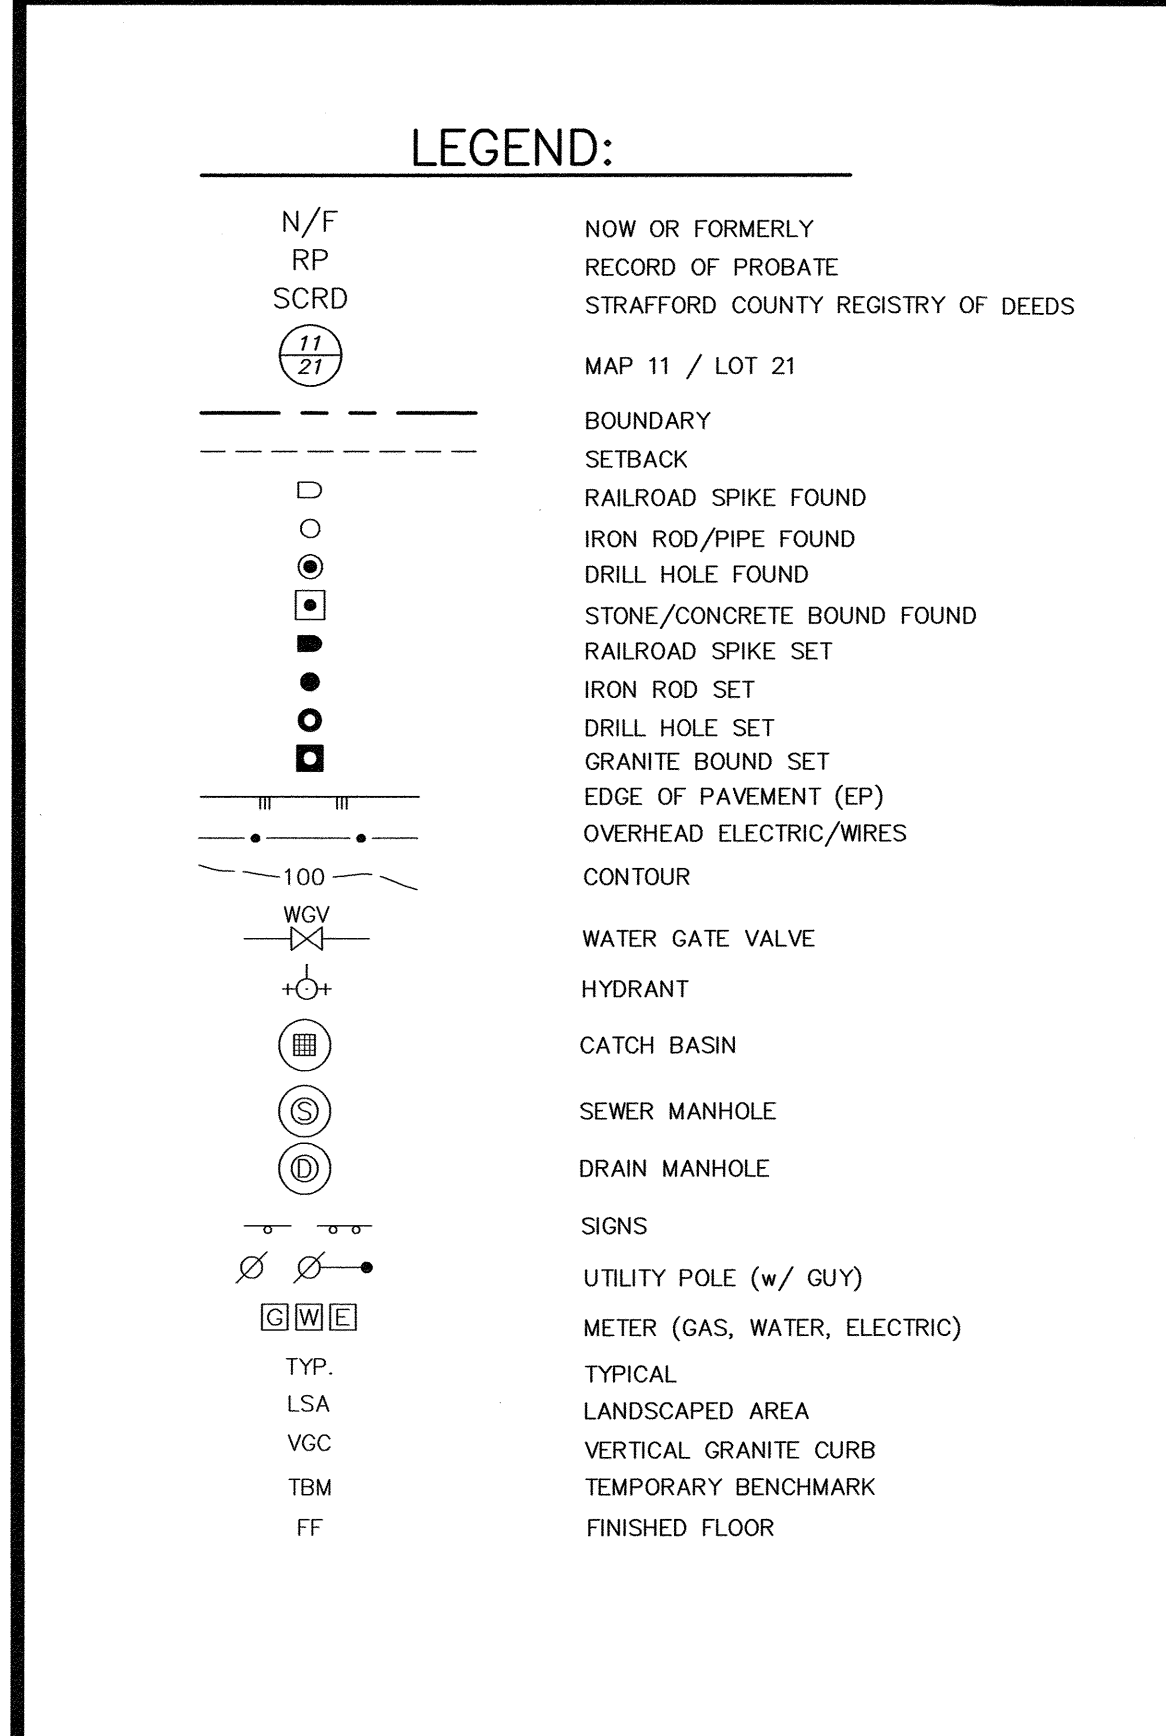 LEGEND:
N/F NOW OR FORMERLY
RP RECORD OF PROBATE
SCRD STRAFFORD COUNTY REGISTRY OF DEEDS
11
21 MAP 11 / LOT 21
BOUNDARY
SETBACK
RAILROAD SPIKE FOUND
IRON ROD/PIPE FOUND
DRILL HOLE FOUND
STONE/CONCRETE BOUND FOUND
RAILROAD SPIKE SET
IRON ROD SET
DRILL HOLE SET
GRANITE BOUND SET
EDGE OF PAVEMENT (EP)
OVERHEAD ELECTRIC/WIRES
100 CONTOUR
WGV
WATER GATE VALVE
HYDRANT
CATCH BASIN
S SEWER MANHOLE
D DRAIN MANHOLE
SIGNS
UTILITY POLE (w/ GUY)
G W E METER (GAS, WATER, ELECTRIC)
TYP. TYPICAL
LSA LANDSCAPED AREA
VGC VERTICAL GRANITE CURB
TBM TEMPORARY BENCHMARK
FF FINISHED FLOOR